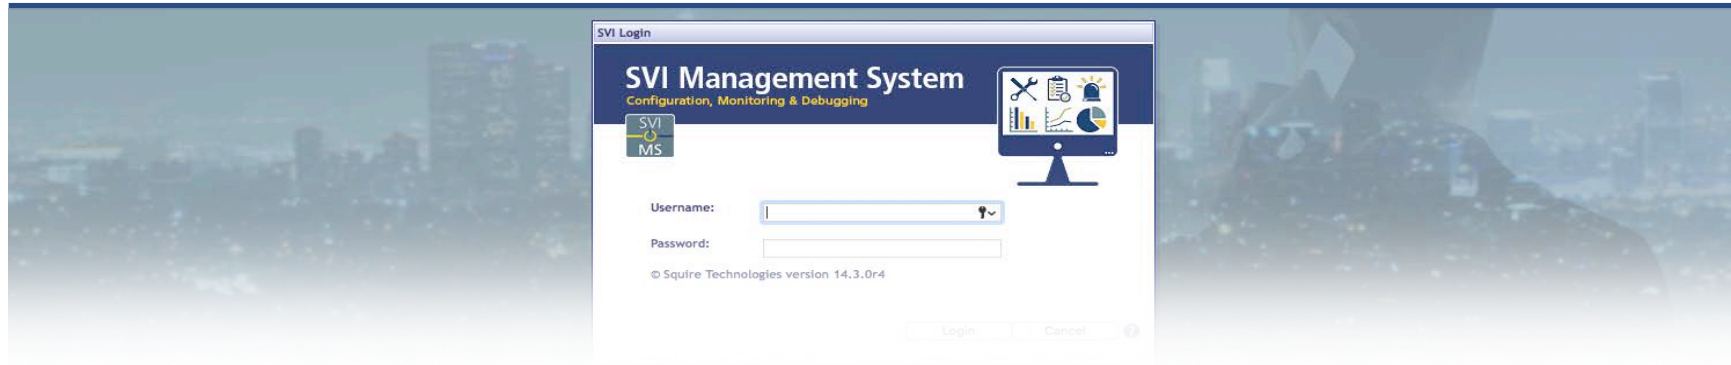 SVI Login
SVI Management System
Configuration, Monitoring & Debugging
SVI
MS
Username:
Password:
© Squire Technologies version 14.3.0r4
Login
Cancel
?